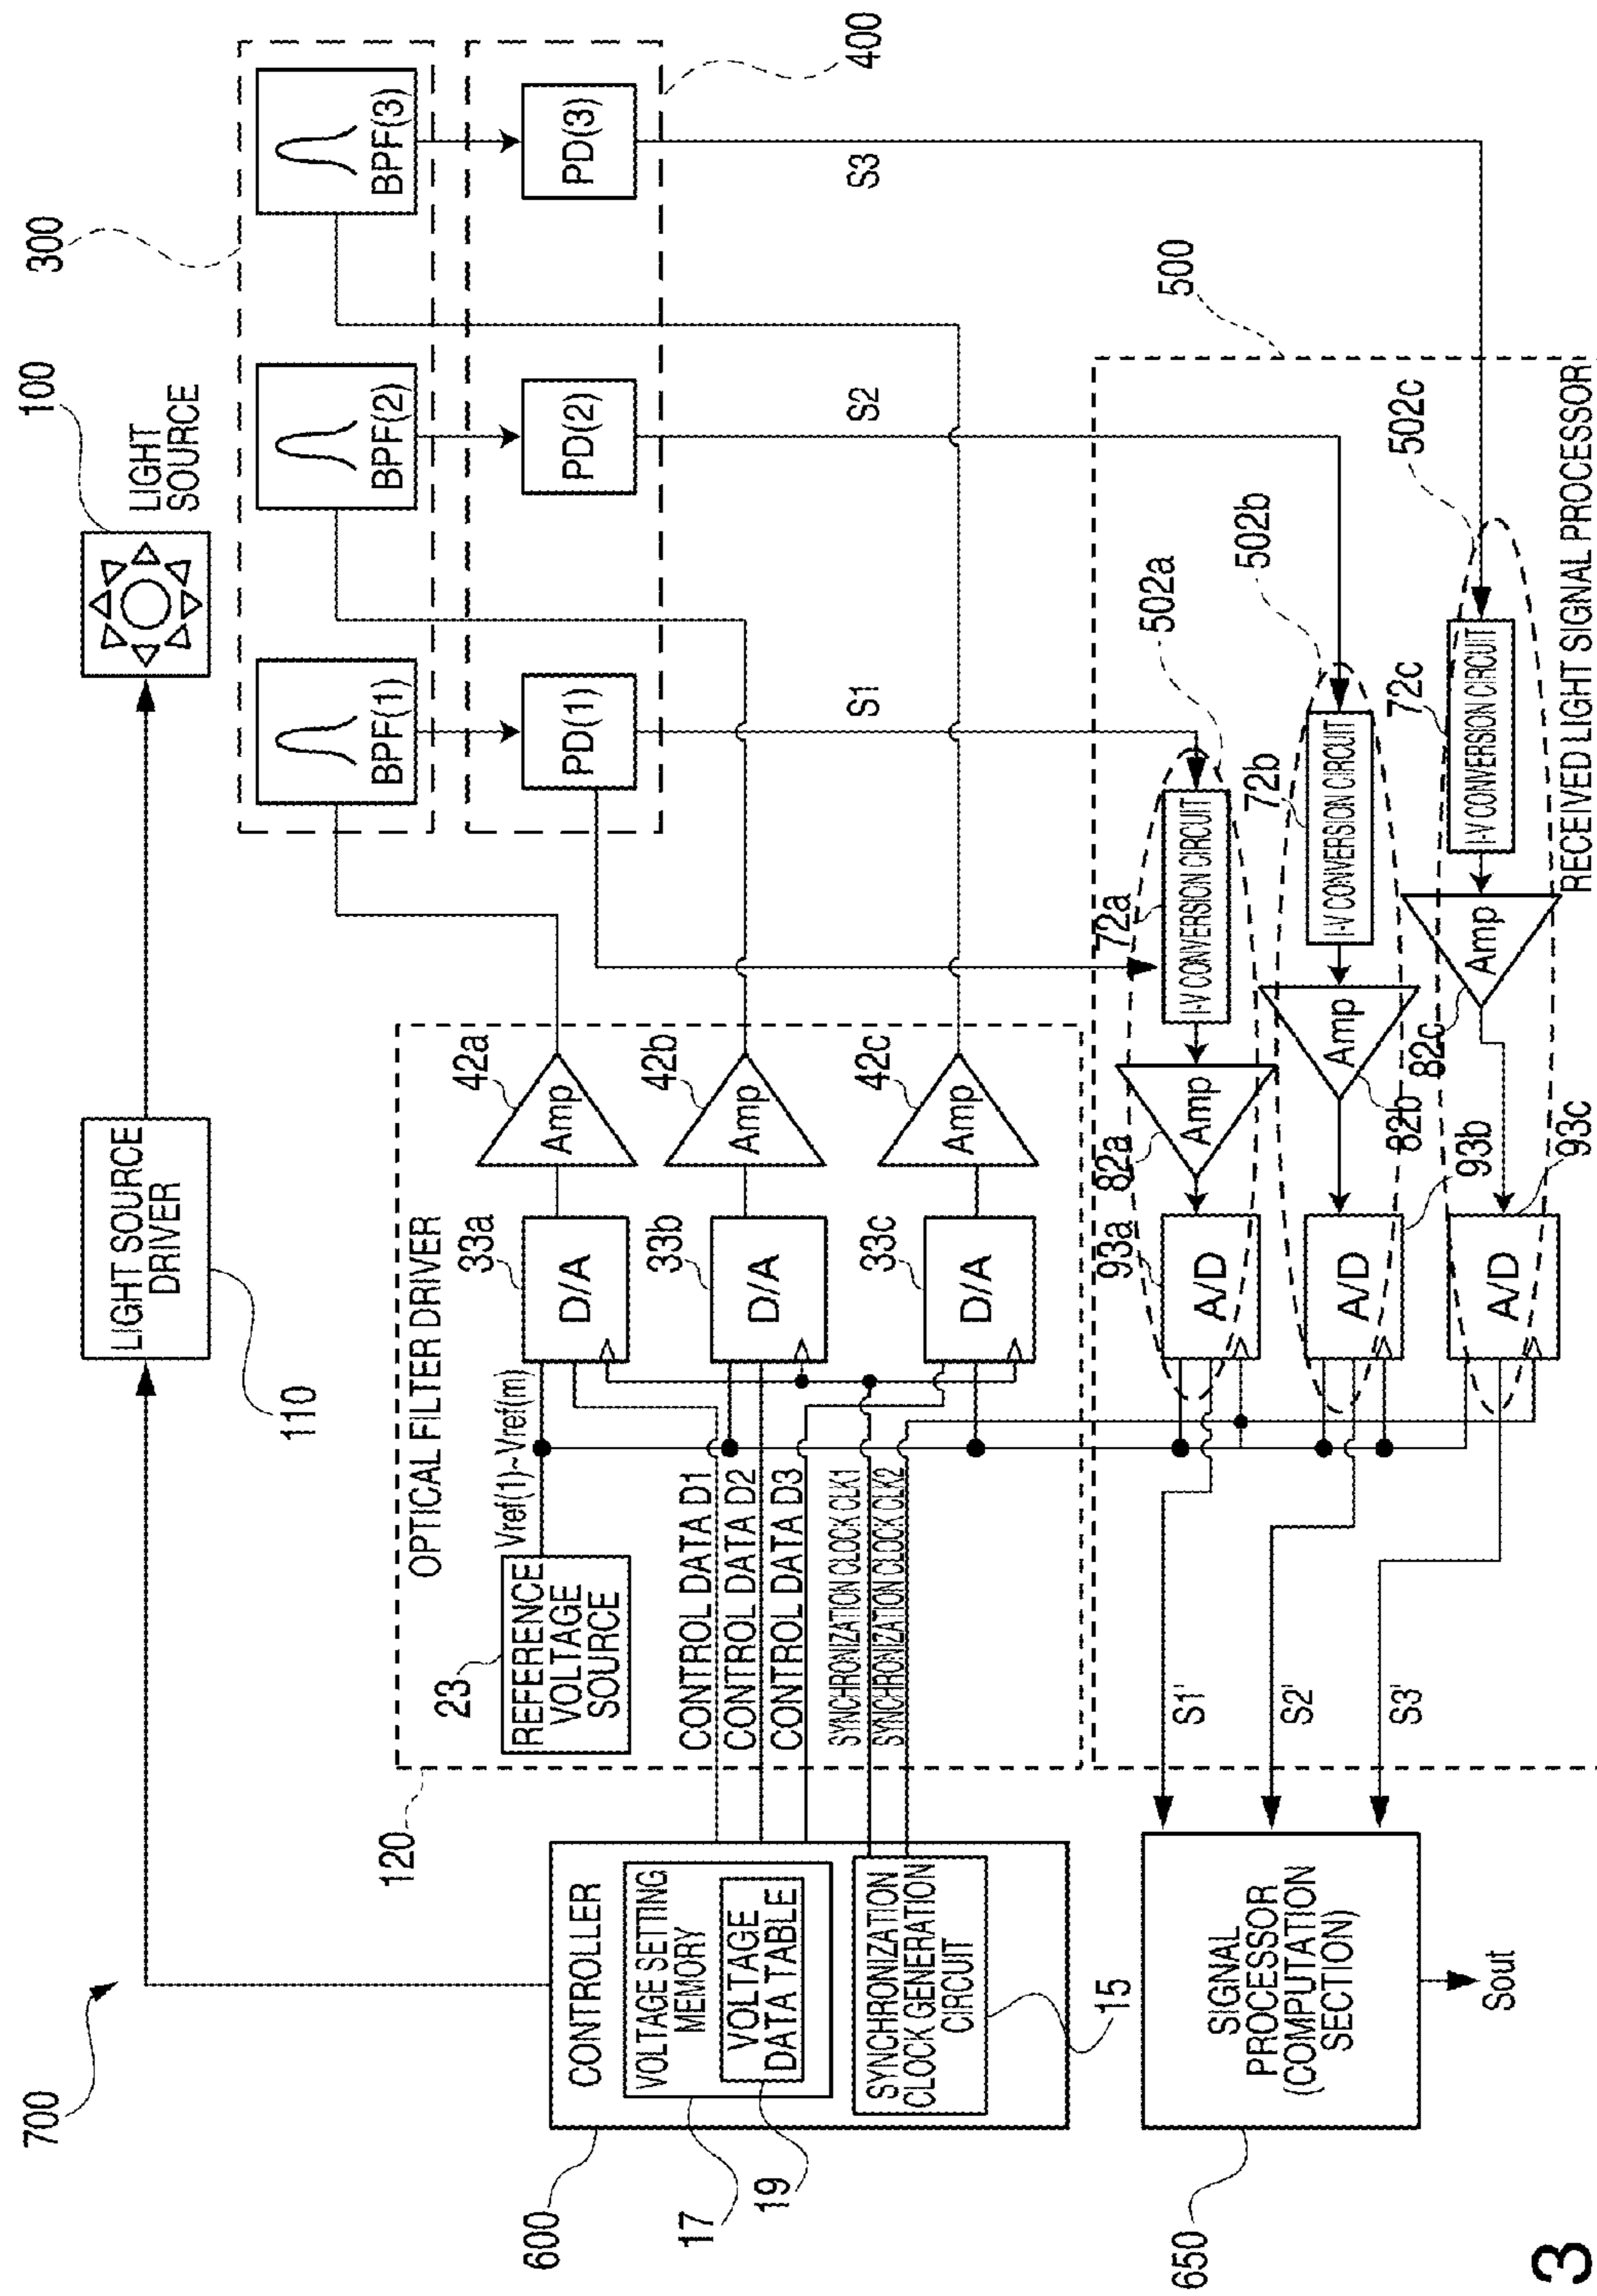 700
LIGHT SOURCE
DRIVER
110
100
LIGHT
SOURCE
300
BPF(1)
BPF(2)
BPF(3)
400
PD(1)
PD(2)
PD(3)
S1
S2
S3
120
OPTICAL FILTER DRIVER
23
REFERENCE
VOLTAGE
SOURCE
Vref(1)~Vref(m)
33a
D/A
42a
Amp
33b
D/A
42b
Amp
33c
D/A
42c
Amp
CONTROL DATA D1
CONTROL DATA D2
CONTROL DATA D3
SYNCHRONIZATION CLOCK CLK1
SYNCHRONIZATION CLOCK CLK2
600
CONTROLLER
VOLTAGE SETTING
MEMORY
VOLTAGE
DATA TABLE
17
19
SYNCHRONIZATION
CLOCK GENERATION
CIRCUIT
15
500
502a
72a
I-V CONVERSION CIRCUIT
82a
Amp
93a
A/D
502b
72b
I-V CONVERSION CIRCUIT
82b
Amp
93b
A/D
502c
72c
I-V CONVERSION CIRCUIT
82c
Amp
93c
A/D
RECEIVED LIGHT SIGNAL PROCESSOR
S1'
S2'
S3'
650
SIGNAL
PROCESSOR
(COMPUTATION
SECTION)
Sout
3